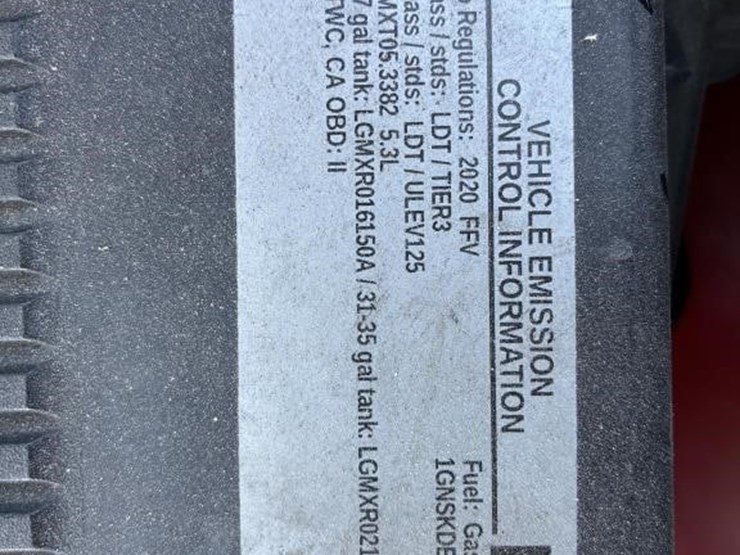 VEHICLE EMISSION
CONTROL INFORMATION
Regulations: 2020 FFV Fuel: Gas
ass / stds: LDT / TIER3 1GNSKDE
ass / stds: LDT / ULEV125
MXT05.3382 5.3L
7 gal tank: LGMXR016150A / 31-35 gal tank: LGMXR021
TWC, CA OBD: II